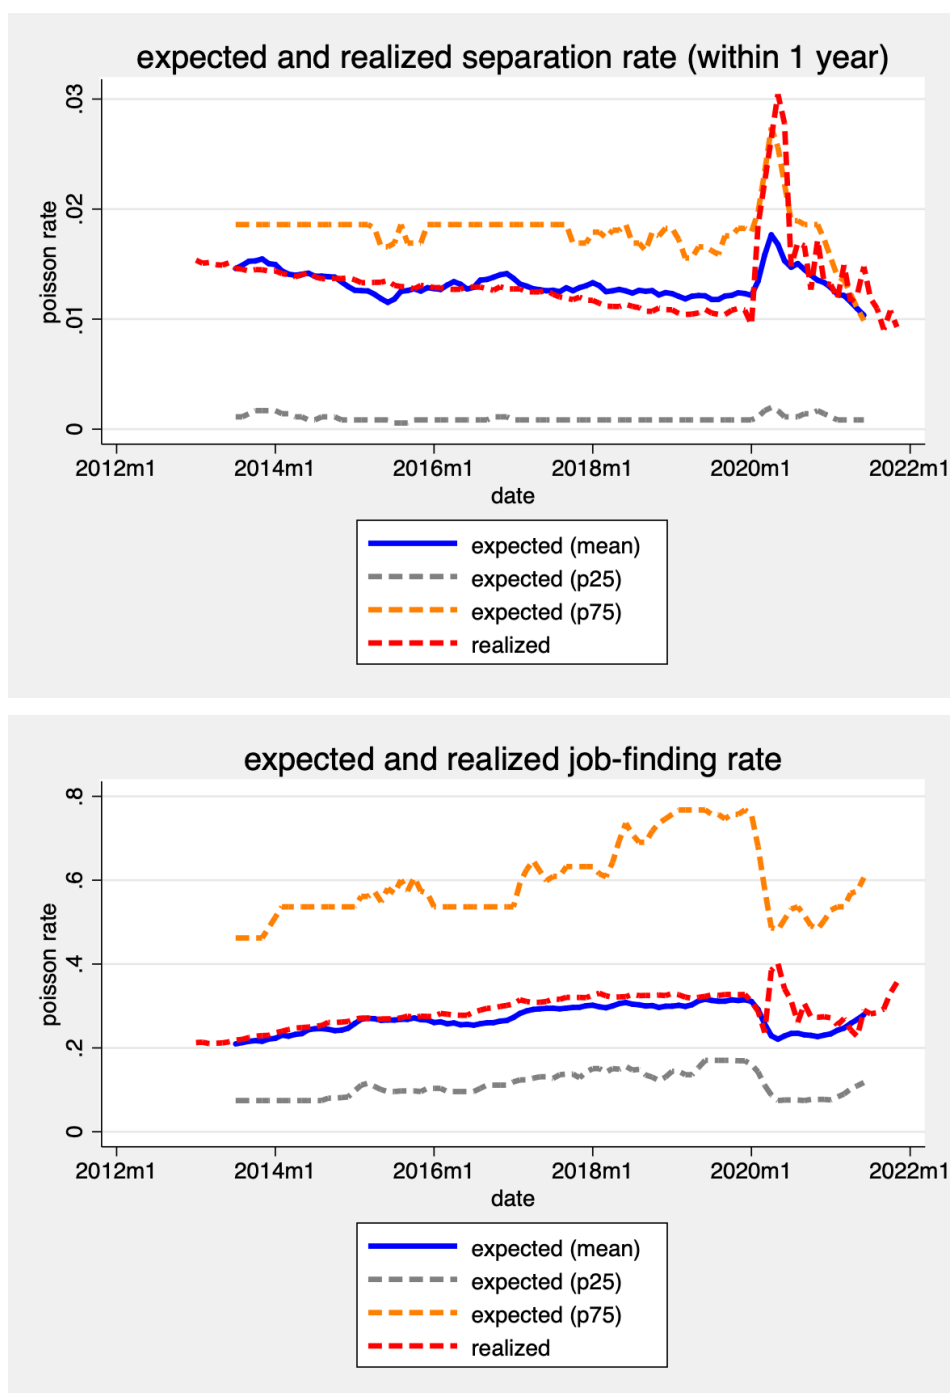 expected and realized separation rate (within 1 year)
poisson rate
.03
.02
.01
0
2012m1 2014m1 2016m1 2018m1 2020m1 2022m1
date
expected (mean)
expected (p25)
expected (p75)
realized
expected and realized job-finding rate
poisson rate
.8
.6
.4
.2
0
2012m1 2014m1 2016m1 2018m1 2020m1 2022m1
date
expected (mean)
expected (p25)
expected (p75)
realized